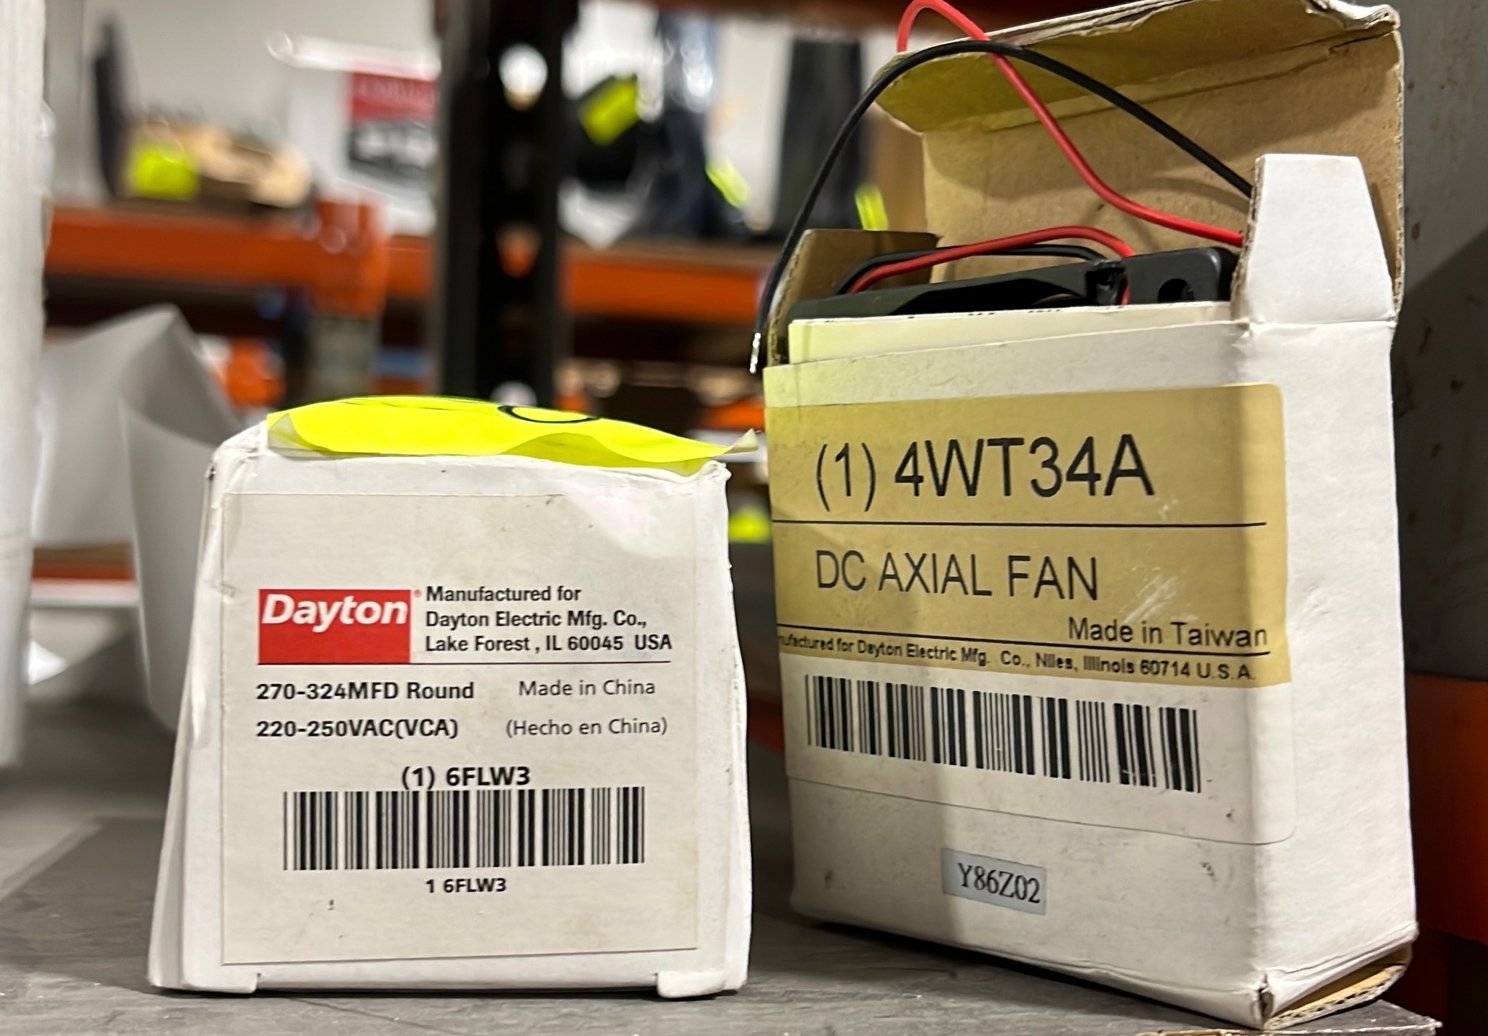 Dayton
Manufactured for
Dayton Electric Mfg. Co.,
Lake Forest , IL 60045 USA
270-324MFD Round Made in China
220-250VAC(VCA) (Hecho en China)
(1) 6FLW3
1 6FLW3
(1) 4WT34A
DC AXIAL FAN
Made in Taiwan
ufactured for Dayton Electric Mfg. Co., Niles, Illinois 60714 U.S.A.
Y86Z02